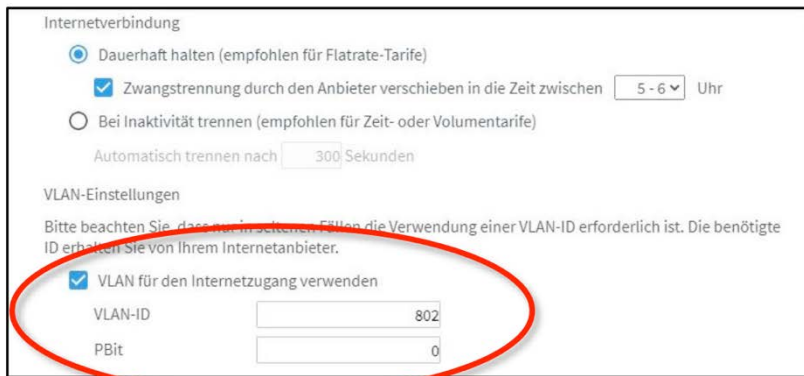 Internetverbindung
Dauerhaft halten (empfohlen für Flatrate-Tarife)
Zwangstrennung durch den Anbieter verschieben in die Zeit zwischen 5 - 6 Uhr
Bei Inaktivität trennen (empfohlen für Zeit- oder Volumentarife)
Automatisch trennen nach 300 Sekunden
VLAN-Einstellungen
Bitte beachten Sie, dass nur in seltenen Fällen die Verwendung einer VLAN-ID erforderlich ist. Die benötigte
ID erhalten Sie von Ihrem Internetanbieter.
VLAN für den Internetzugang verwenden
VLAN-ID 802
PBit 0